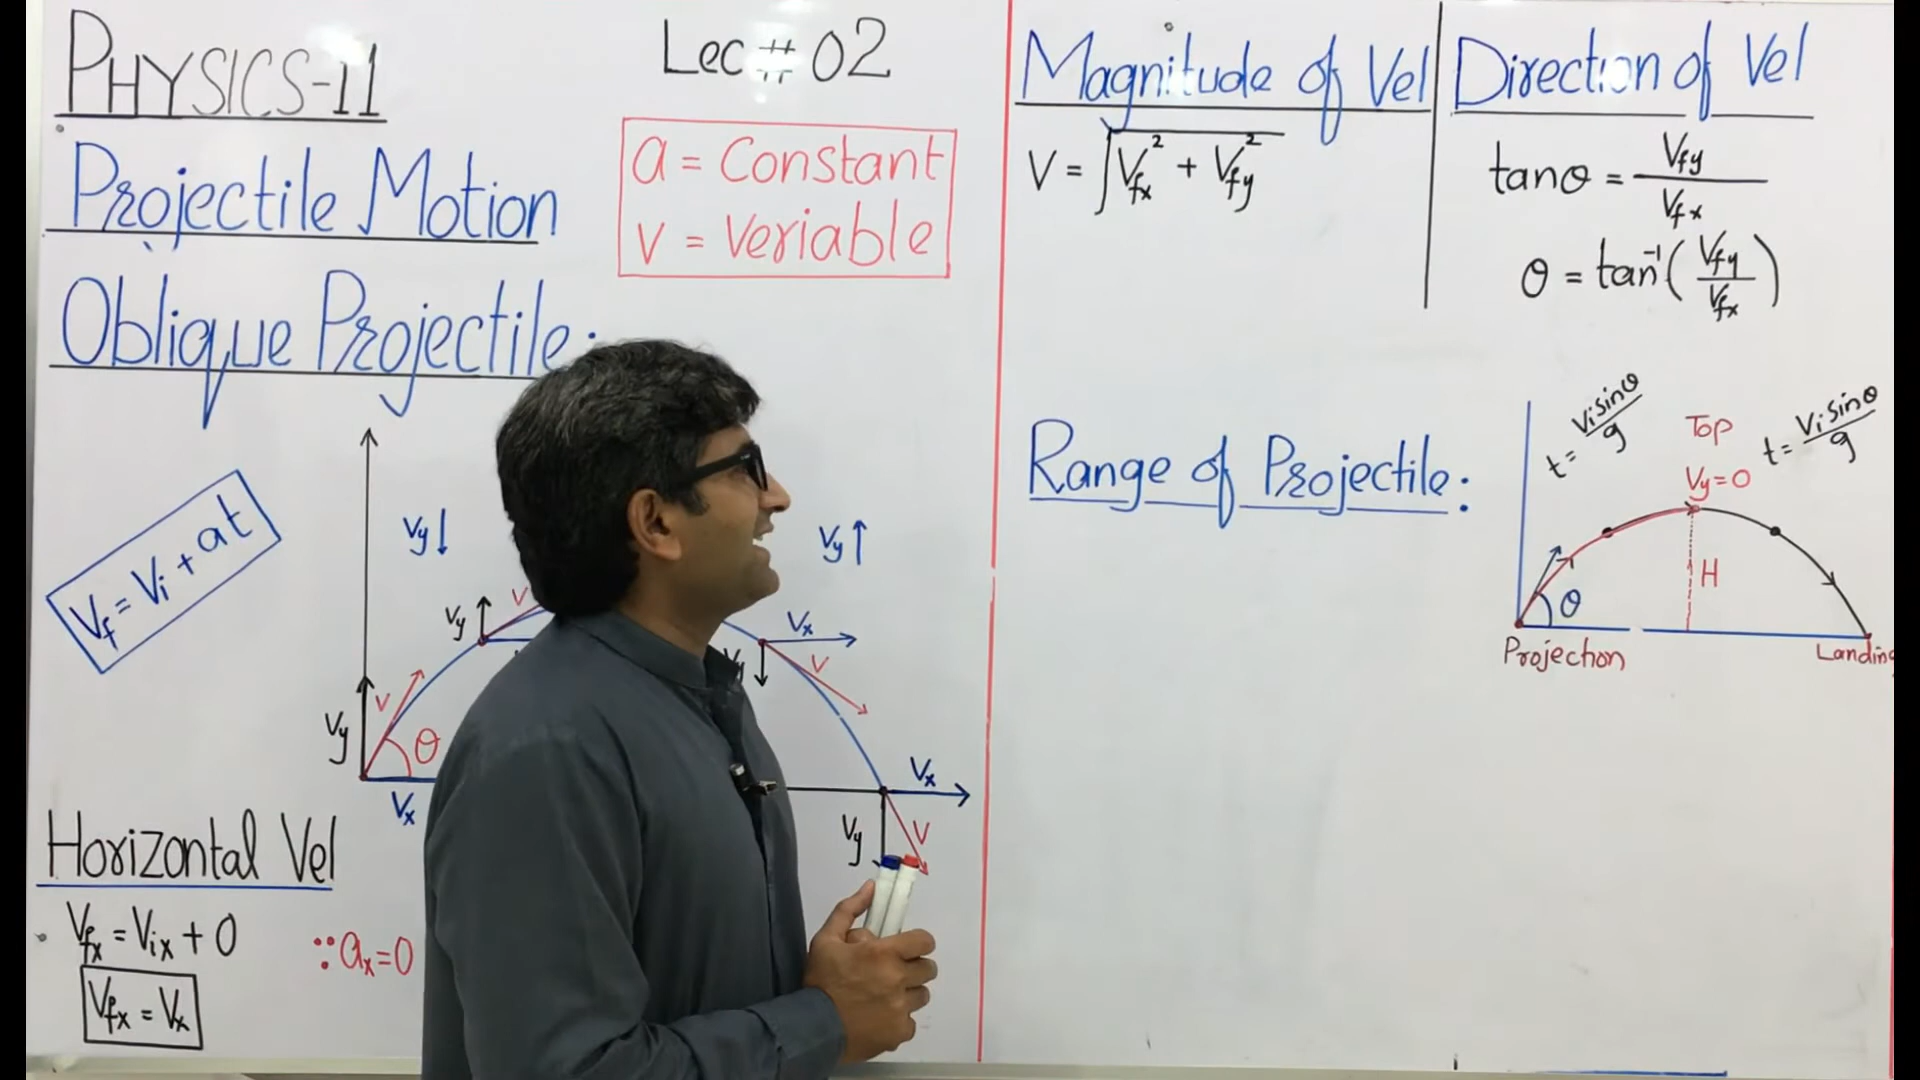 PHYSICS-11
Lec # 02
Projectile Motion
a = Constant
v = Veriable
Oblique Projectile:
Vf = Vi + at
Vy↓
Vy↑
Vy
V
Vx
Vy
V
V
Vy
θ
Vx
Vx
Vy
V
Horizontal Vel
Vfx = Vix + 0
∵ ax = 0
Vfx = Vx
Magnitude of Vel
V = √Vfx² + Vfy²
Direction of Vel
tanθ = Vfy / Vfx
θ = tan⁻¹(Vfy / Vfx)
Range of Projectile:
t = Vi sinθ / g
Top
Vy = 0
t = Vi sinθ / g
H
θ
Projection
Landing